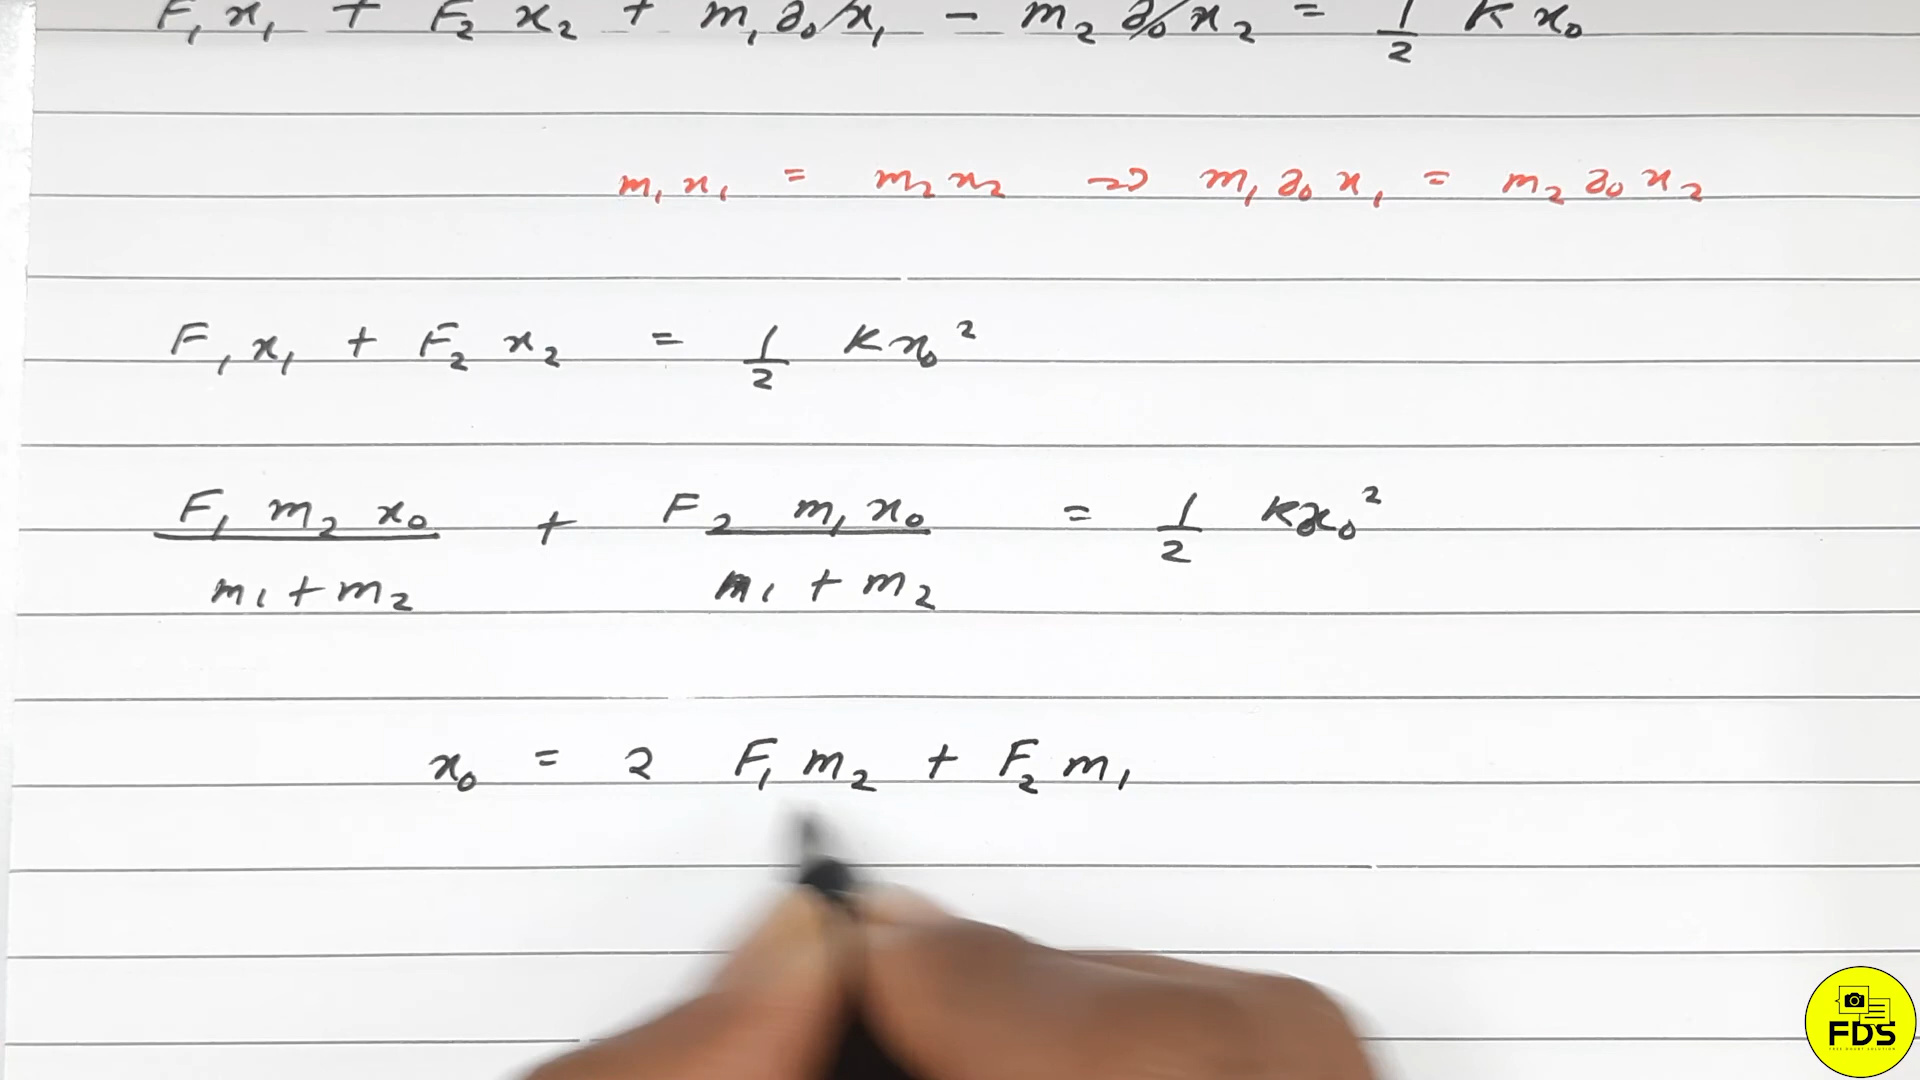 F₁x₁ + F₂x₂ + m₁a₀x₁ - m₂a₀x₂ = 1/2 Kx₀
m₁x₁ = m₂x₂ ⇒ m₁a₀x₁ = m₂a₀x₂
F₁x₁ + F₂x₂ = 1/2 Kx₀²
F₁m₂x₀/m₁+m₂ + F₂m₁x₀/m₁+m₂ = 1/2 Kx₀²
x₀ = 2 F₁m₂ + F₂m₁
FDS